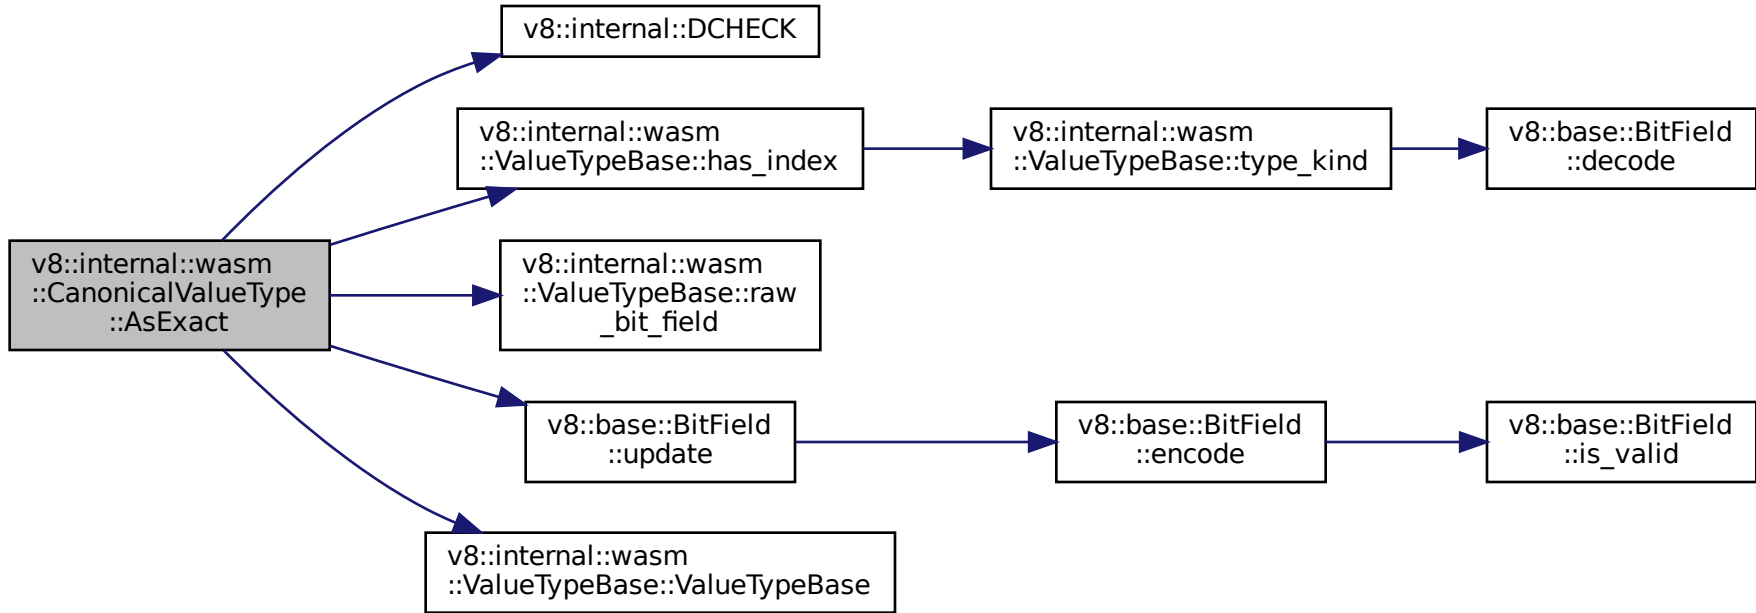 v8::internal::DCHECK
v8::internal::wasm
::ValueTypeBase::has_index
v8::internal::wasm
::ValueTypeBase::type_kind
v8::base::BitField
::decode
v8::internal::wasm
::CanonicalValueType
::AsExact
v8::internal::wasm
::ValueTypeBase::raw
_bit_field
v8::base::BitField
::update
v8::base::BitField
::encode
v8::base::BitField
::is_valid
v8::internal::wasm
::ValueTypeBase::ValueTypeBase